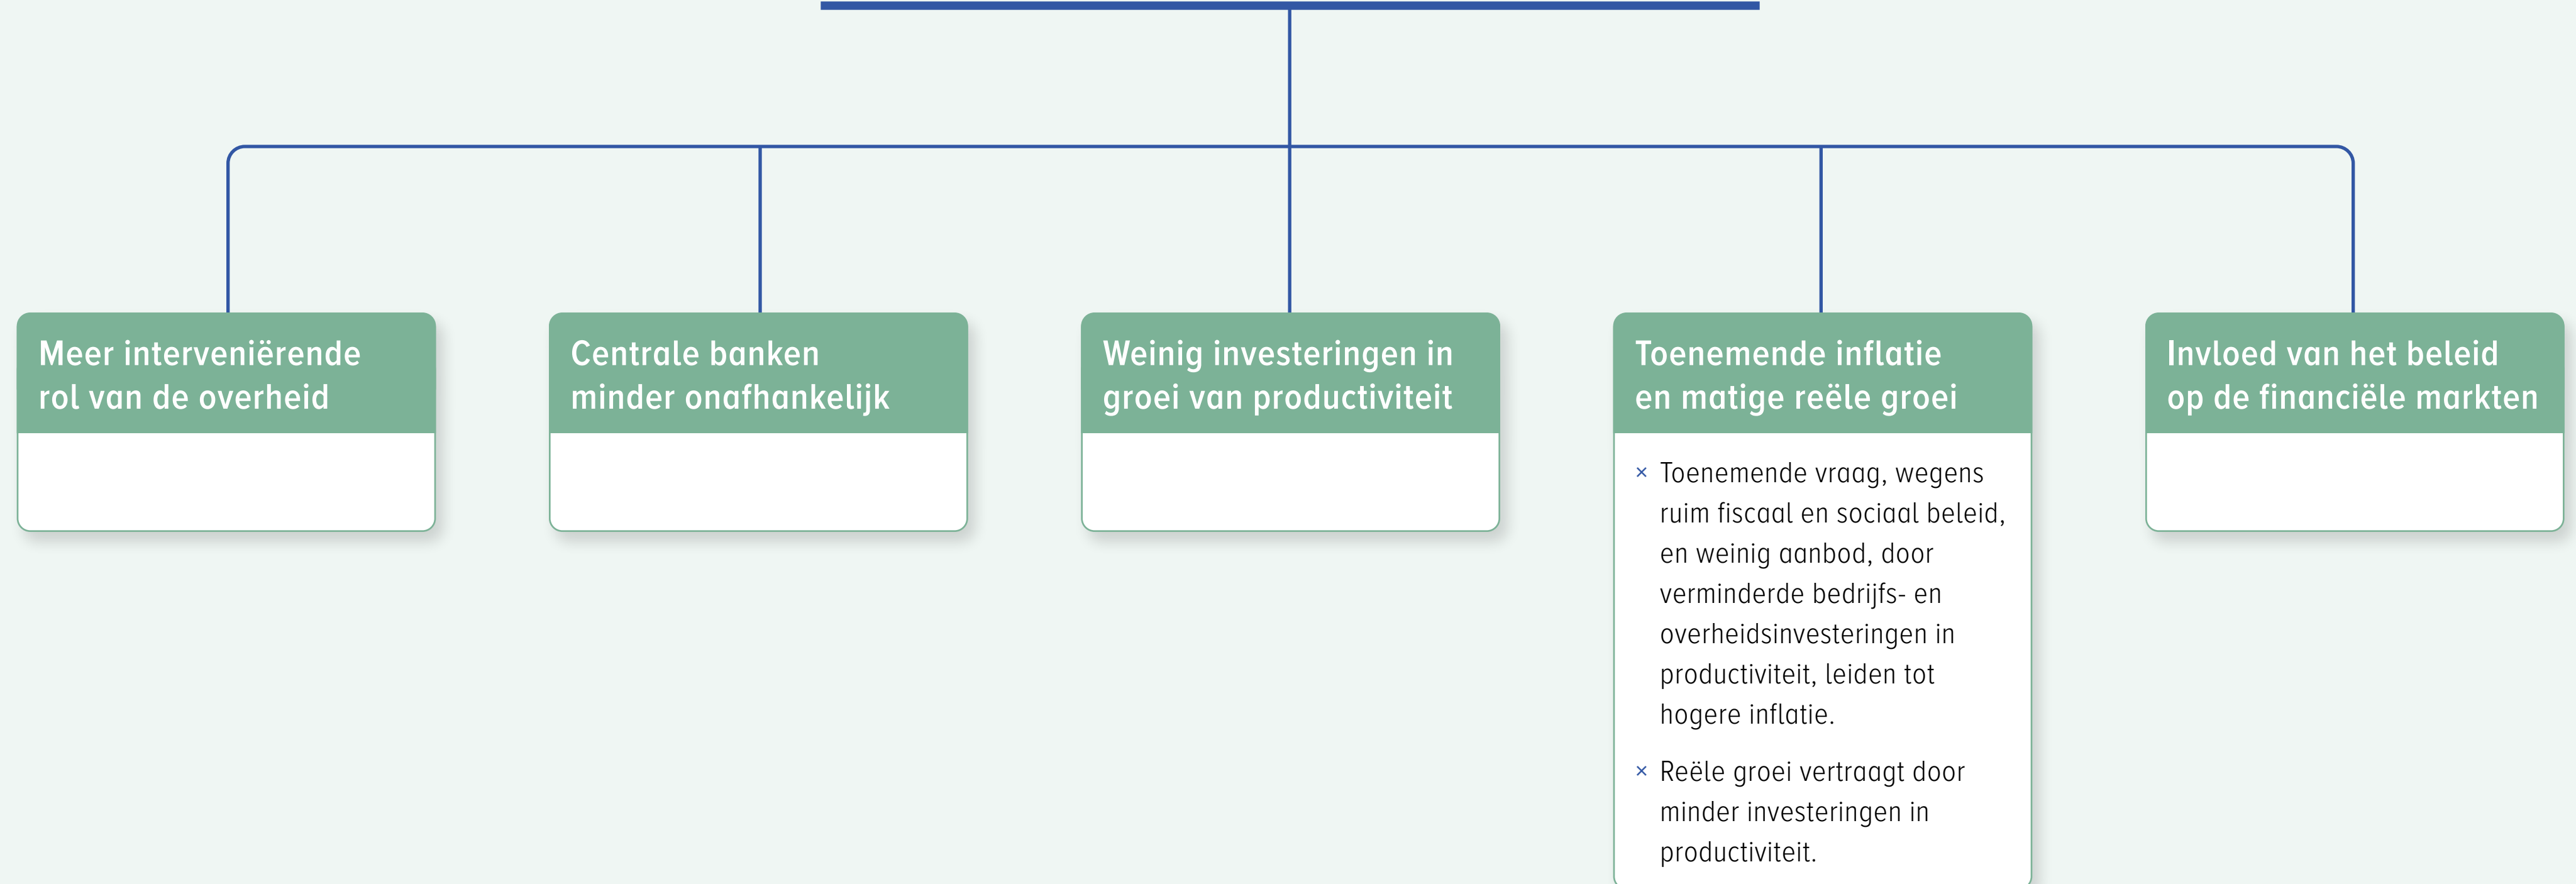 Meer interveniërende
rol van de overheid
Centrale banken
minder onafhankelijk
Weinig investeringen in
groei van productiviteit
Toenemende inflatie
en matige reële groei
× Toenemende vraag, wegens
ruim fiscaal en sociaal beleid,
en weinig aanbod, door
verminderde bedrijfs- en
overheidsinvesteringen in
productiviteit, leiden tot
hogere inflatie.
× Reële groei vertraagt door
minder investeringen in
productiviteit.
Invloed van het beleid
op de financiële markten